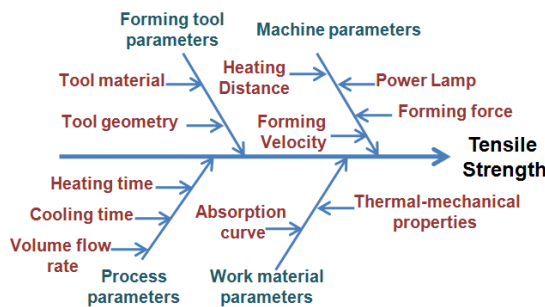 Forming tool
parameters
Machine parameters
Tool material
Heating
Distance
Power Lamp
Tool geometry
Forming force
Forming
Velocity
Tensile
Strength
Heating time
Cooling time
Volume flow
rate
Absorption
curve
Thermal-mechanical
properties
Process
parameters
Work material
parameters